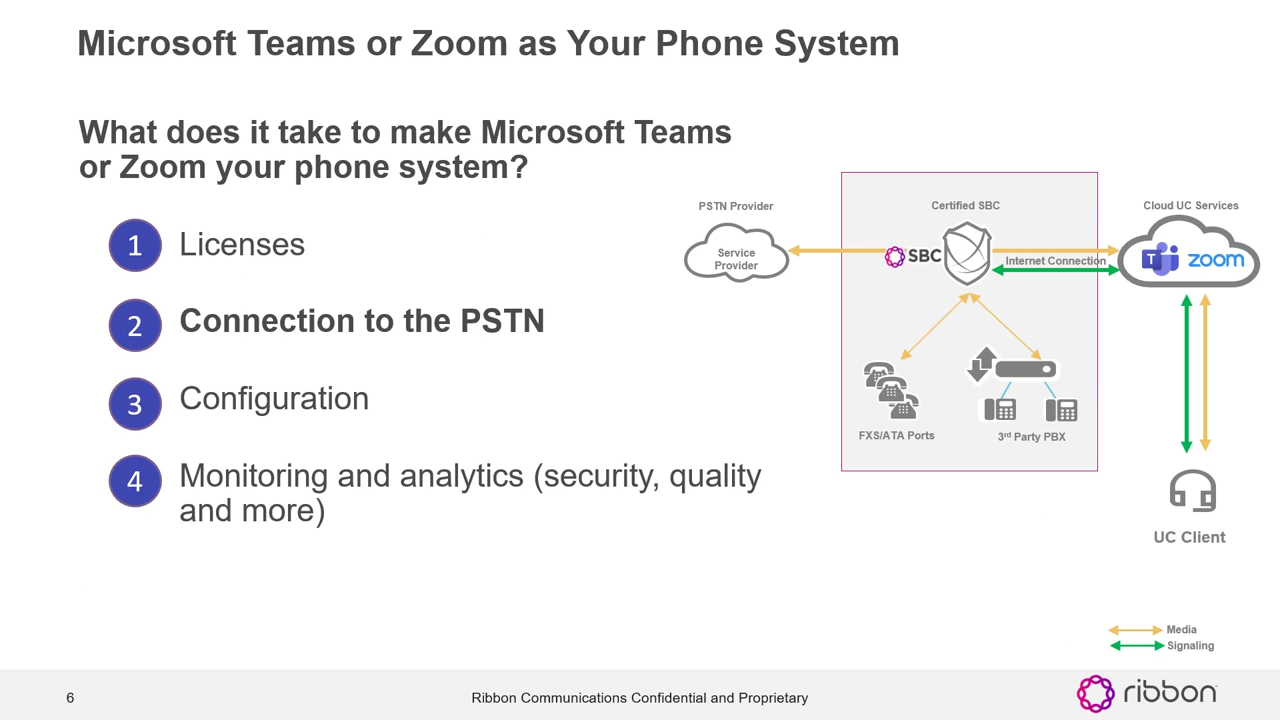 Microsoft Teams or Zoom as Your Phone System
What does it take to make Microsoft Teams
or Zoom your phone system?
1 Licenses
2 Connection to the PSTN
3 Configuration
4 Monitoring and analytics (security, quality
and more)
PSTN Provider
Service
Provider
Certified SBC
SBC
Internet Connection
Cloud UC Services
T zoom
FXS/ATA Ports
3rd Party PBX
UC Client
Media
Signaling
6
Ribbon Communications Confidential and Proprietary
ribbon